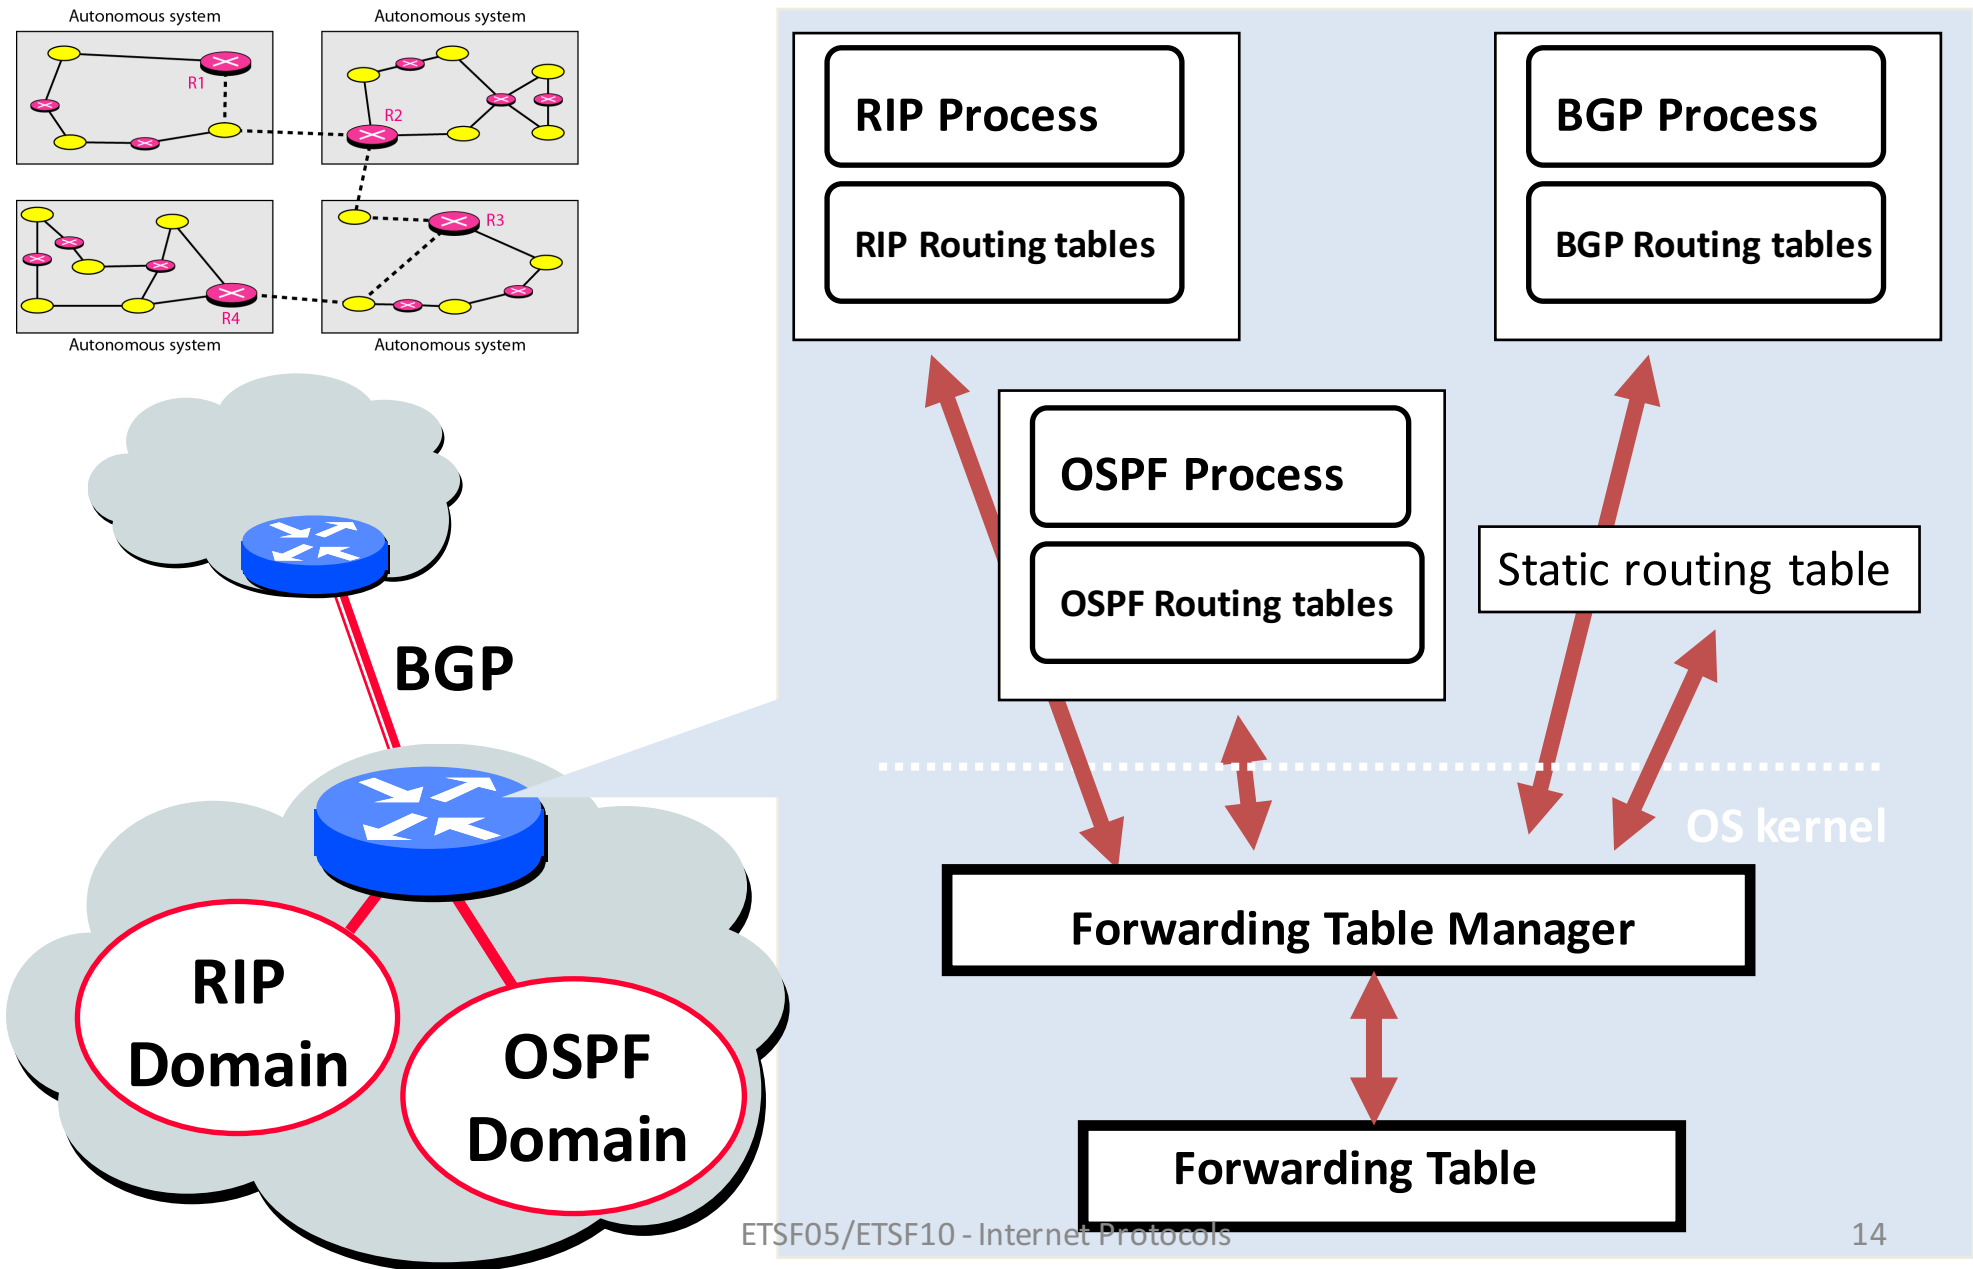 Autonomous system
Autonomous system
R1
R2
R3
R4
Autonomous system
Autonomous system
BGP
RIP
Domain
OSPF
Domain
RIP Process
RIP Routing tables
BGP Process
BGP Routing tables
OSPF Process
OSPF Routing tables
Static routing table
OS kernel
Forwarding Table Manager
Forwarding Table
ETSF05/ETSF10 - Internet Protocols
14